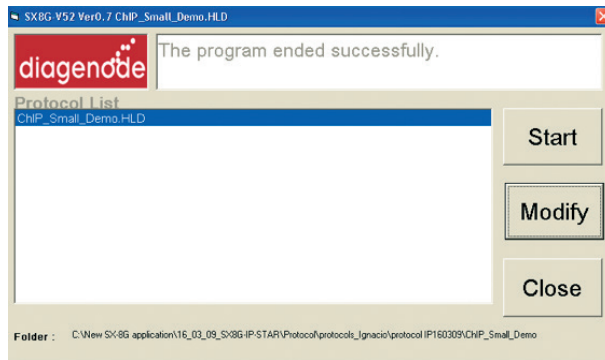 SX8G-V52 Ver0.7 ChIP_Small_Demo.HLD
diagenode
The program ended successfully.
Protocol List
ChIP_Small_Demo.HLD
Start
Modify
Close
Folder : C:\New SX-8G application\16_03_09_SX8G-IP-STAR\Protocol\protocols_Ignacio\protocol IP160309\ChIP_Small_Demo